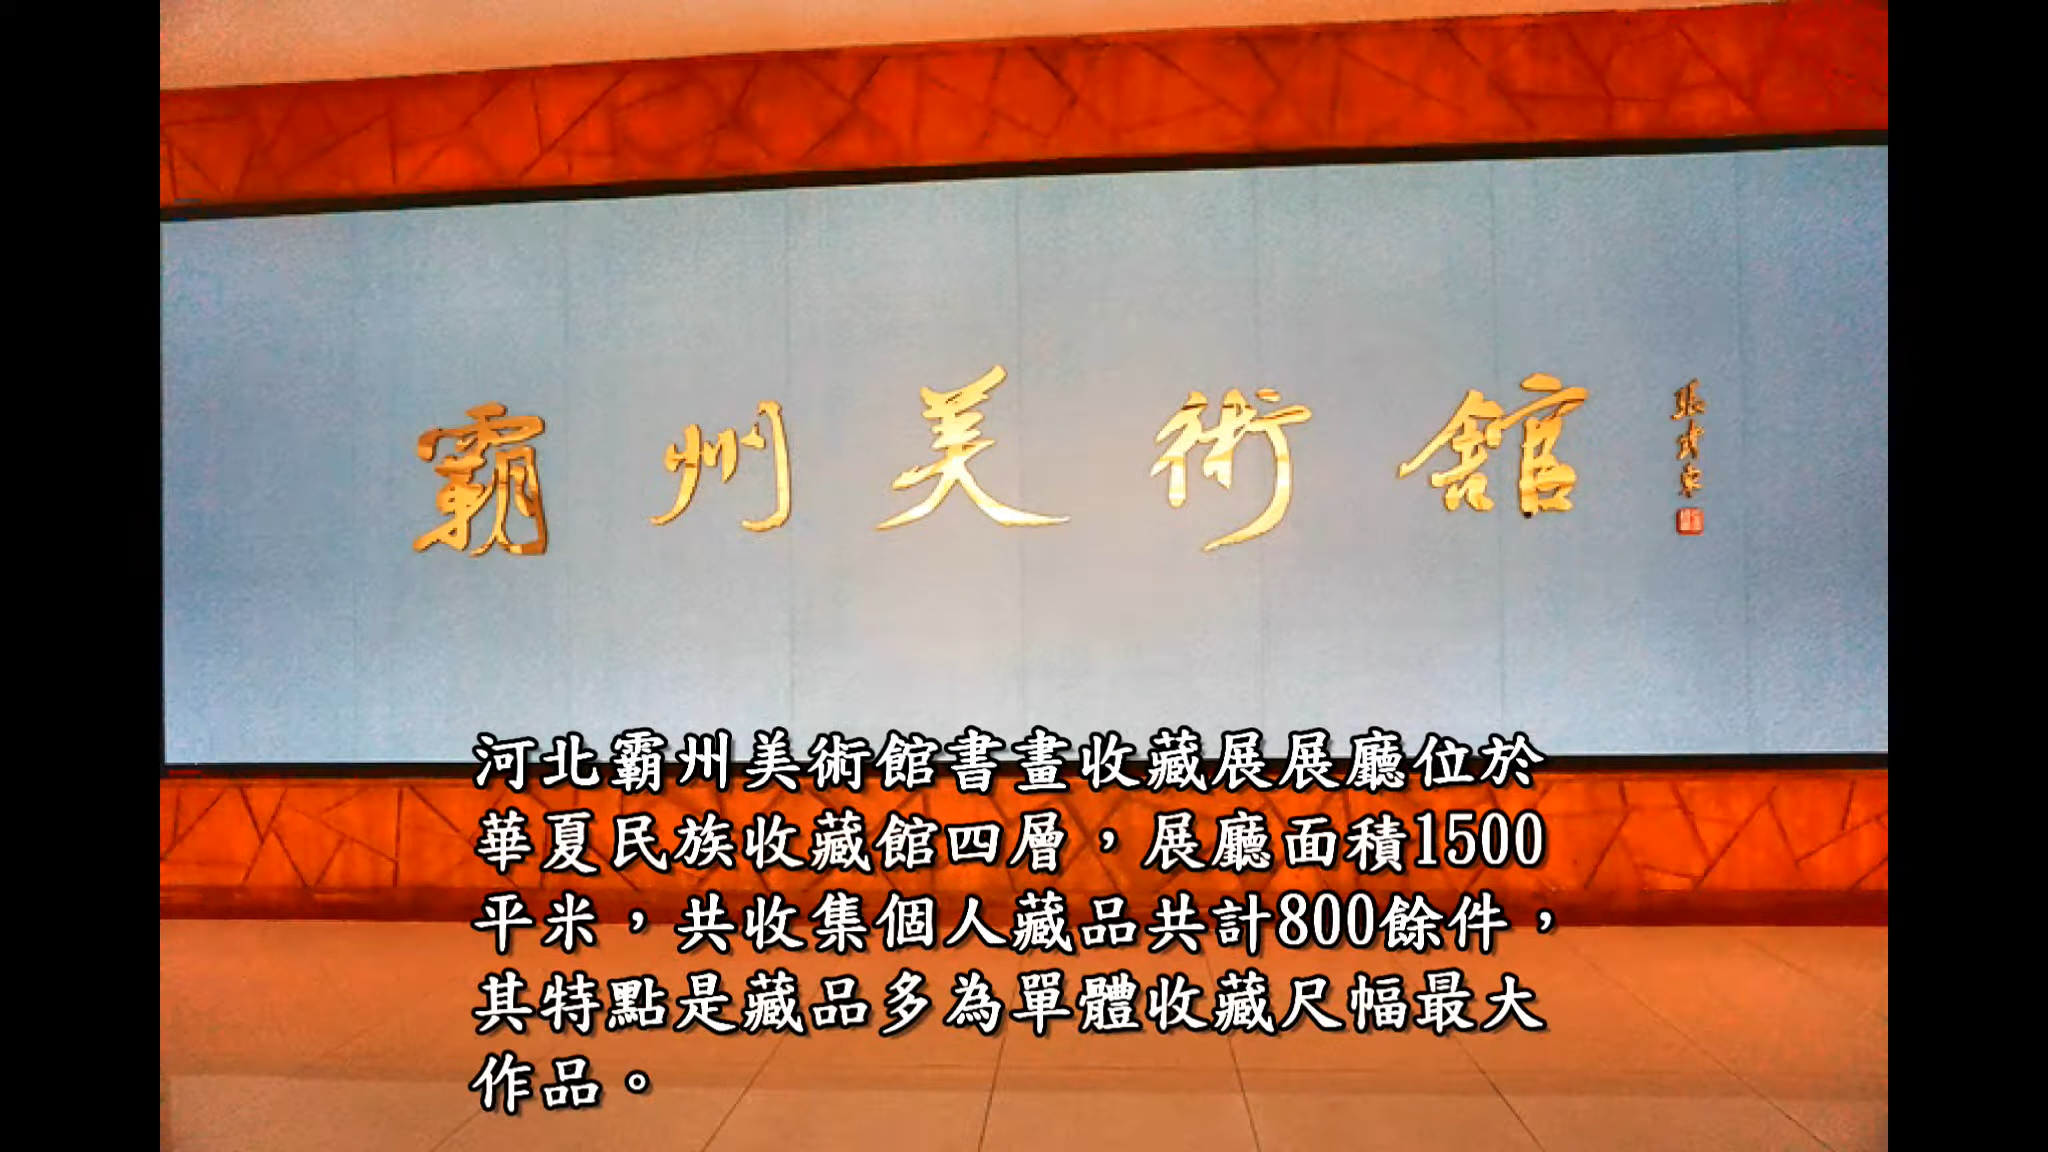 霸州美術館
河北霸州美術館書畫收藏展展廳位於
華夏民族收藏館四層，展廳面積1500
平米，共收集個人藏品共計800餘件，
其特點是藏品多為單體收藏尺幅最大
作品。